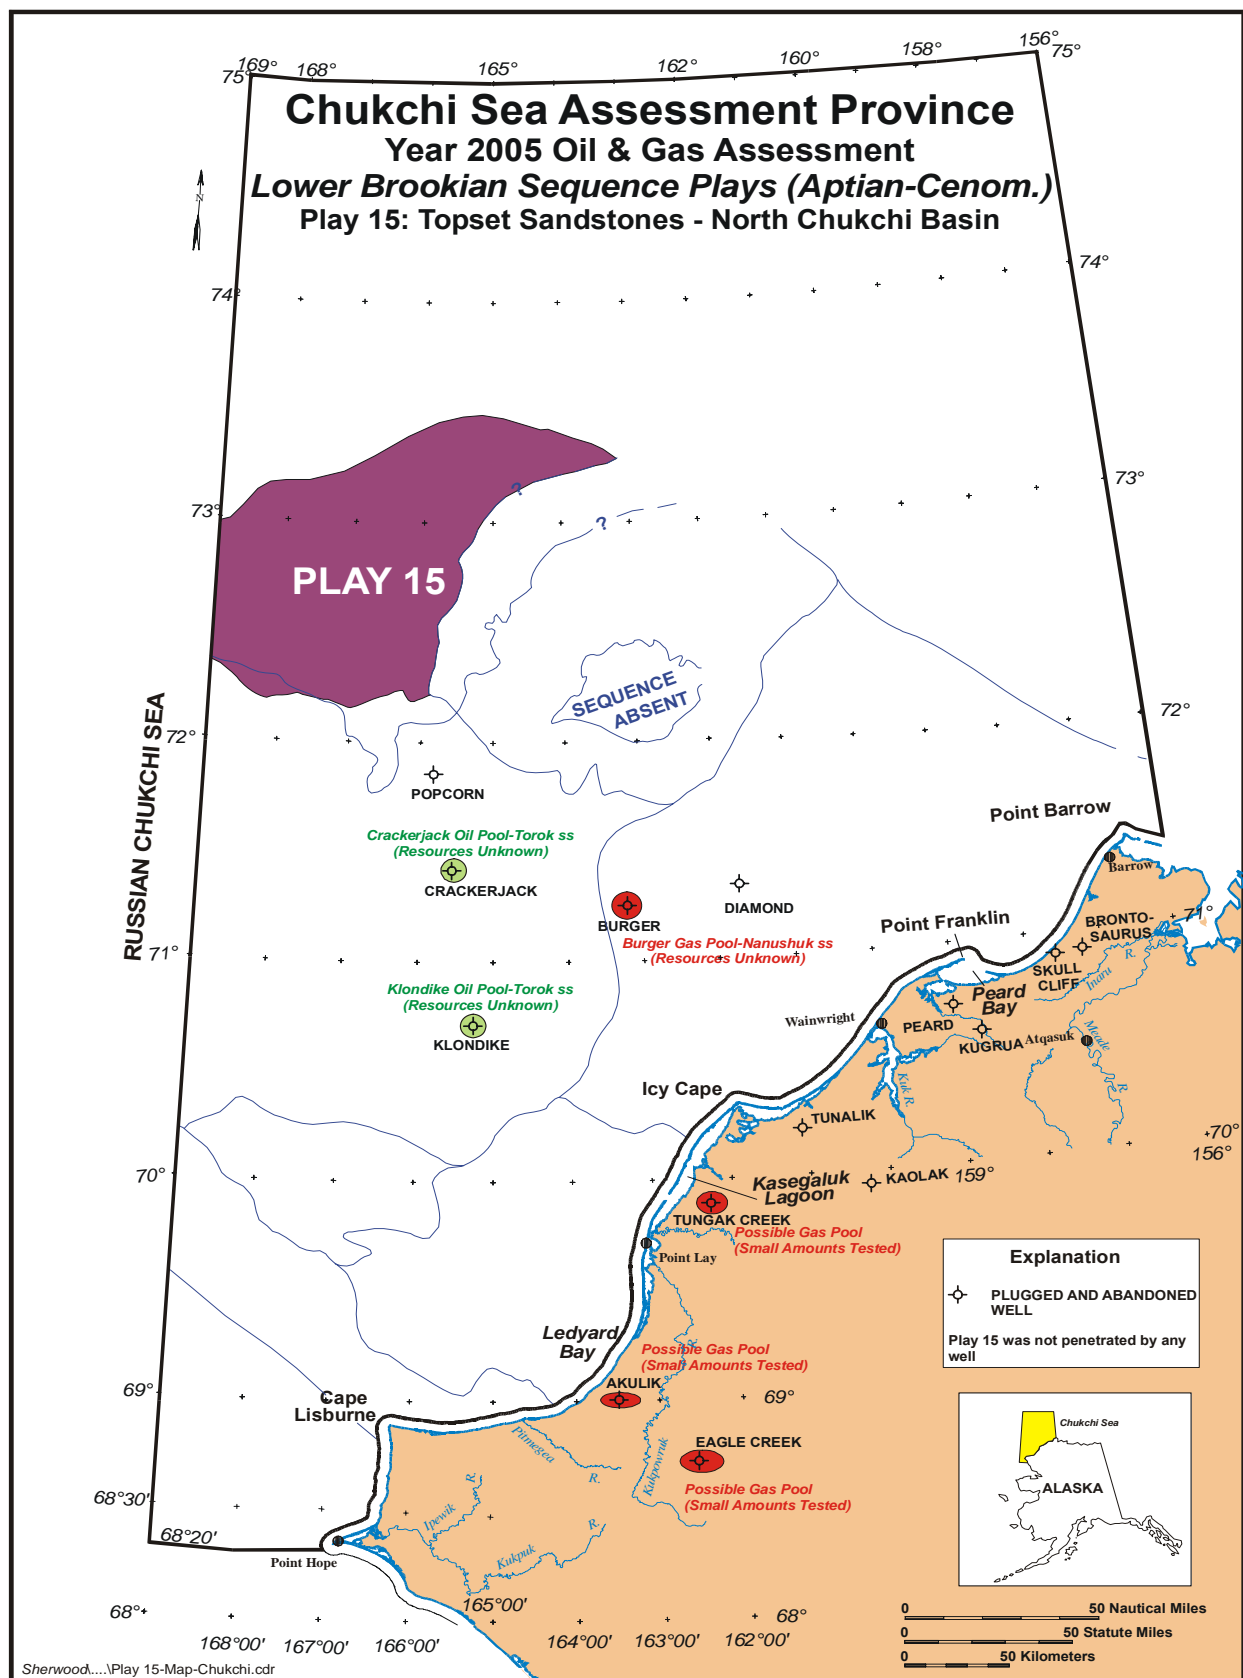 169°
168°
165°
162°
160°
158°
156°
75°
75°
Chukchi Sea Assessment Province
Year 2005 Oil & Gas Assessment
Lower Brookian Sequence Plays (Aptian-Cenom.)
Play 15: Topset Sandstones - North Chukchi Basin
N
74°
74°
73°
73°
?
?
PLAY 15
SEQUENCE
ABSENT
72°
72°
RUSSIAN CHUKCHI SEA
POPCORN
Point Barrow
Crackerjack Oil Pool-Torok ss
(Resources Unknown)
CRACKERJACK
Barrow
DIAMOND
BURGER
Point Franklin
BRONTO-
SAURUS
71°
Burger Gas Pool-Nanushuk ss
(Resources Unknown)
71°
SKULL
CLIFF
Inaru
R.
Klondike Oil Pool-Torok ss
(Resources Unknown)
KLONDIKE
Peard
Bay
Wainwright
PEARD
KUGRUA
Atqasuk
Meade
R.
Kuk R.
Icy Cape
TUNALIK
70°
70°
156°
KAOLAK
159°
Kasegaluk
Lagoon
TUNGAK CREEK
Possible Gas Pool
(Small Amounts Tested)
Point Lay
Explanation
PLUGGED AND ABANDONED
WELL
Play 15 was not penetrated by any
well
Ledyard
Bay
R.
Possible Gas Pool
(Small Amounts Tested)
AKULIK
69°
69°
Cape
Lisburne
Pitmegea
R.
EAGLE CREEK
Kukpowruk
Possible Gas Pool
(Small Amounts Tested)
Chukchi Sea
ALASKA
68°30'
68°20'
Ipewik
R.
Kukpuk
R.
Point Hope
68°
68°
165°00'
168°00'
167°00'
166°00'
164°00'
163°00'
162°00'
0
50 Nautical Miles
0
50 Statute Miles
0
50 Kilometers
Sherwood\....\Play 15-Map-Chukchi.cdr